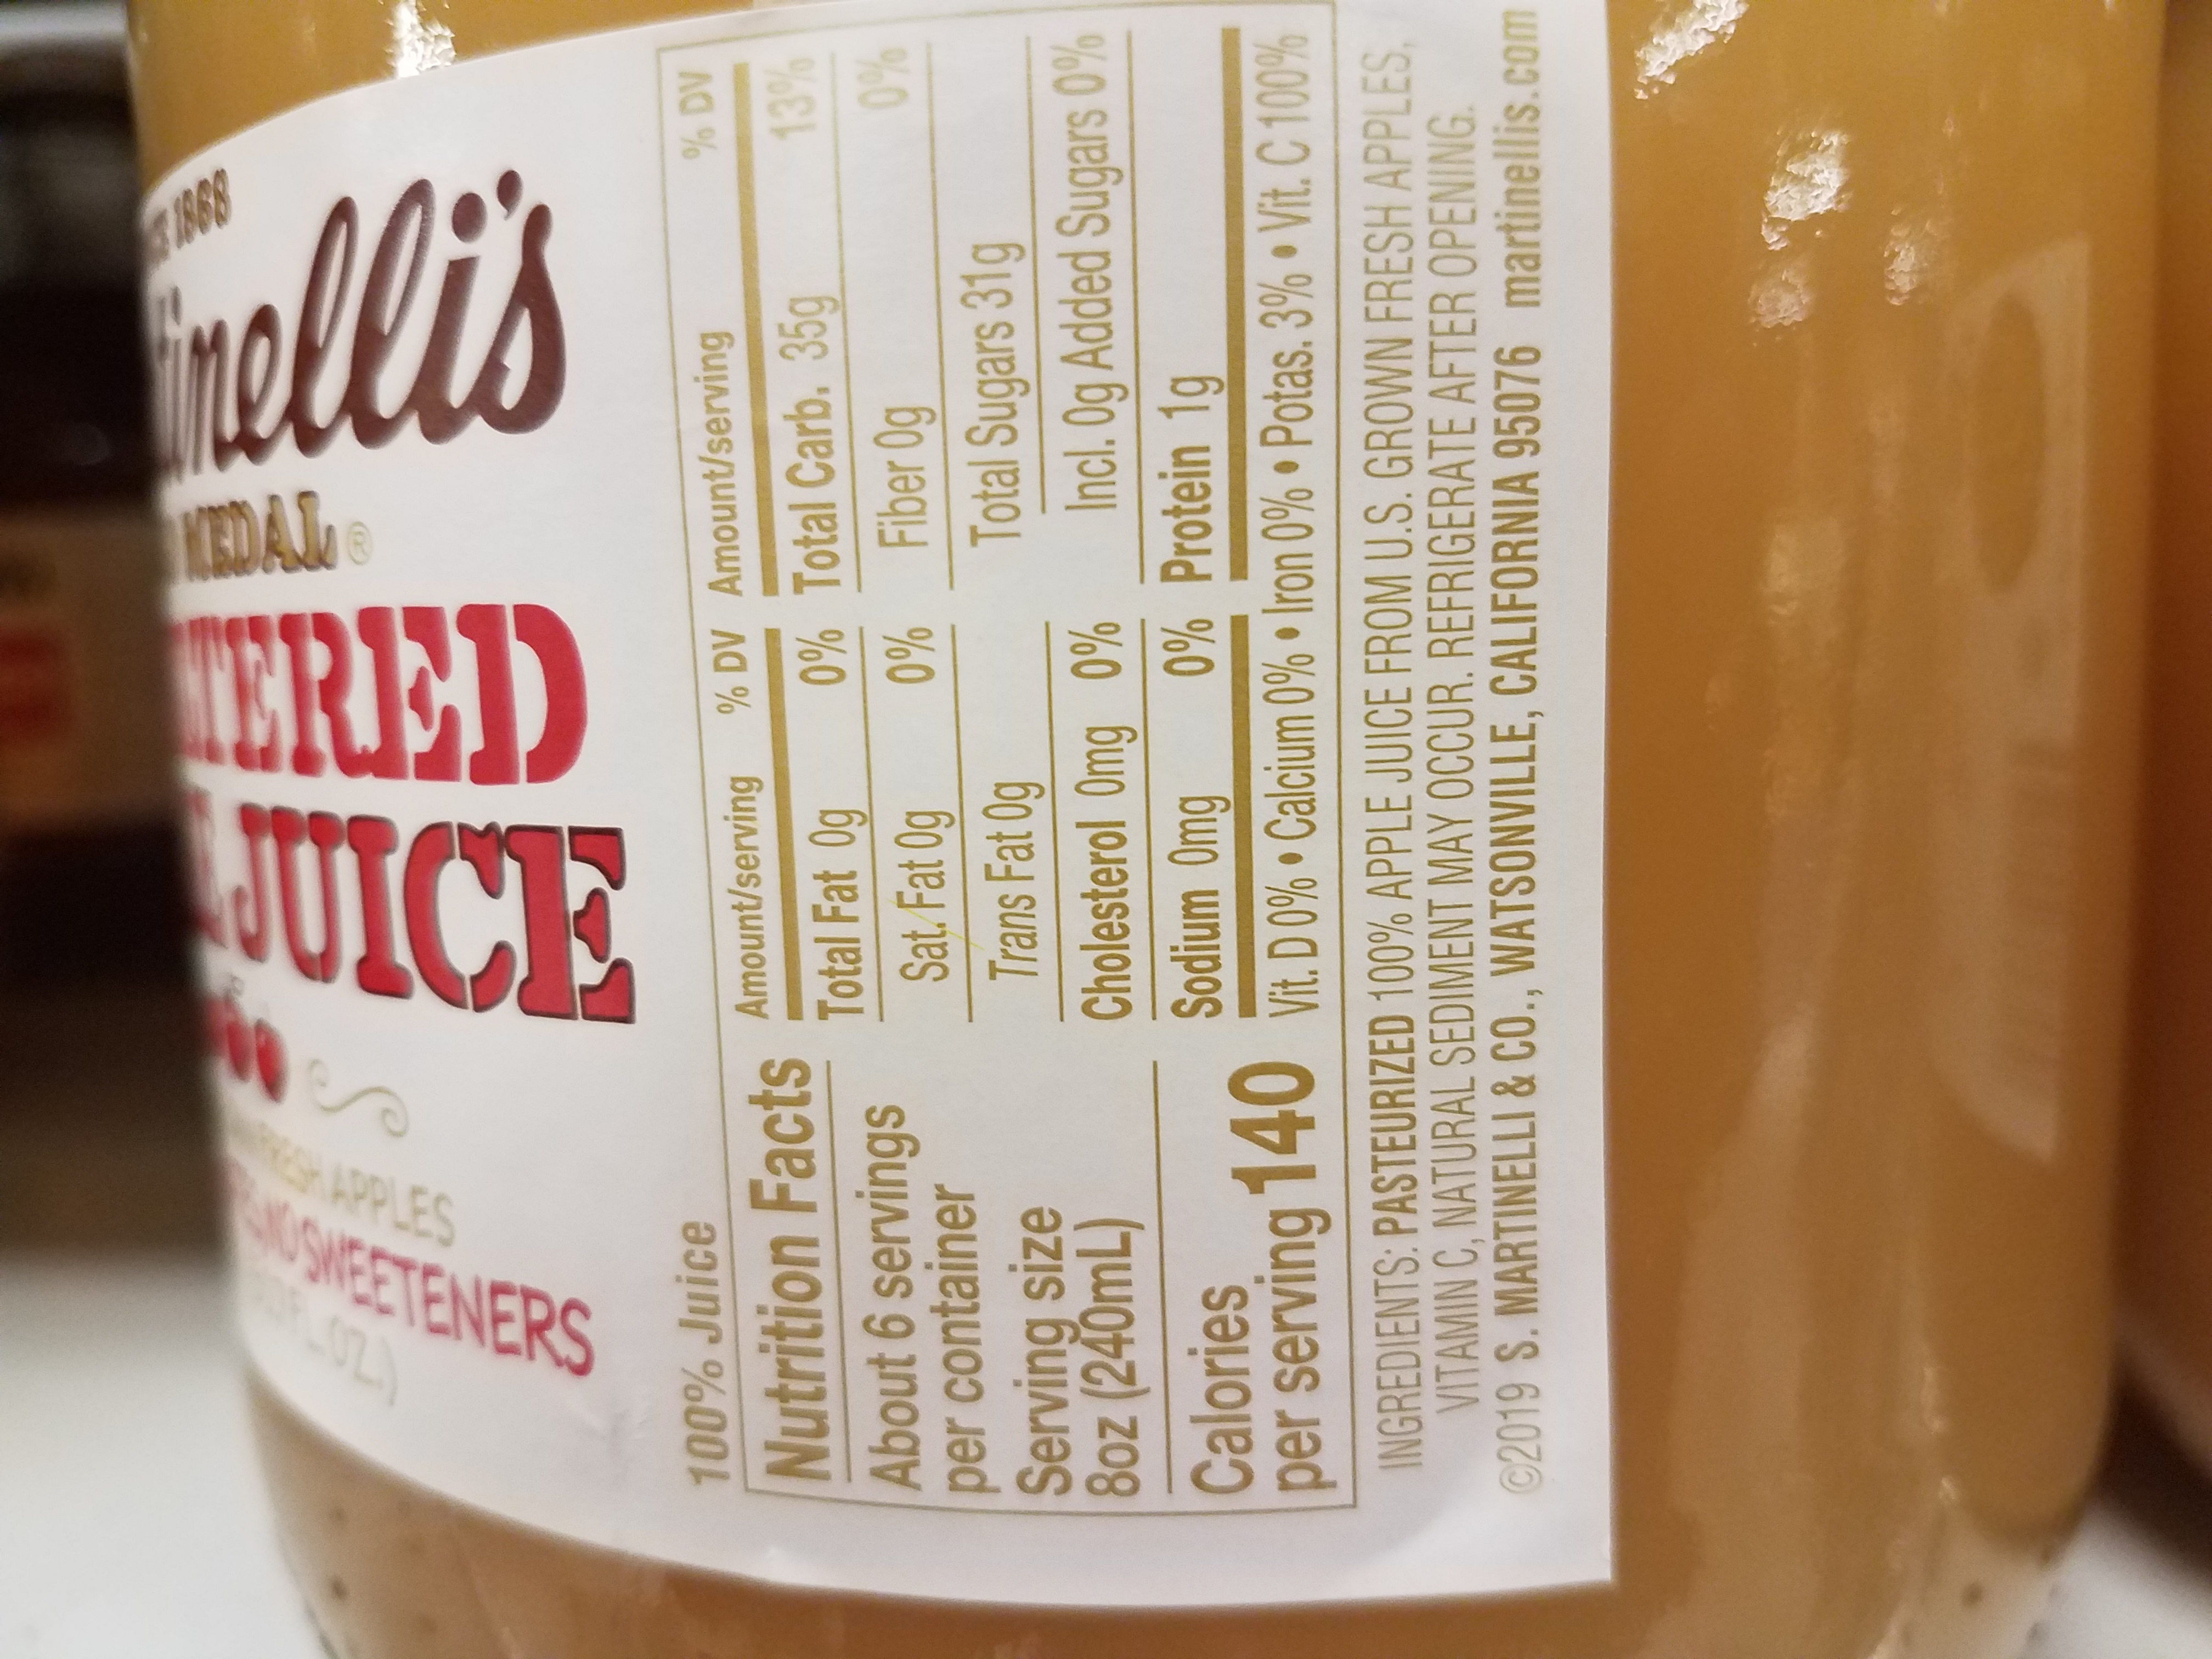 1868
MEDAL ®
JUICE
FRESH APPLES
NO SWEETENERS
FL. OZ.)
100% Juice
Nutrition Facts
About 6 servings
per container
Serving size
8oz (240mL)
Calories
per serving 140
Amount/serving % DV
Total Fat 0g 0%
Sat. Fat 0g 0%
Trans Fat 0g
Cholesterol 0mg 0%
Sodium 0mg 0%
Amount/serving % DV
Total Carb. 35g 13%
Fiber 0g 0%
Total Sugars 31g
Incl. 0g Added Sugars 0%
Protein 1g
Vit. D 0% • Calcium 0% • Iron 0% • Potas. 3% • Vit. C 100%
INGREDIENTS: PASTEURIZED 100% APPLE JUICE FROM U.S. GROWN FRESH APPLES,
VITAMIN C, NATURAL SEDIMENT MAY OCCUR. REFRIGERATE AFTER OPENING.
©2019 S. MARTINELLI & CO., WATSONVILLE, CALIFORNIA 95076 martinellis.com